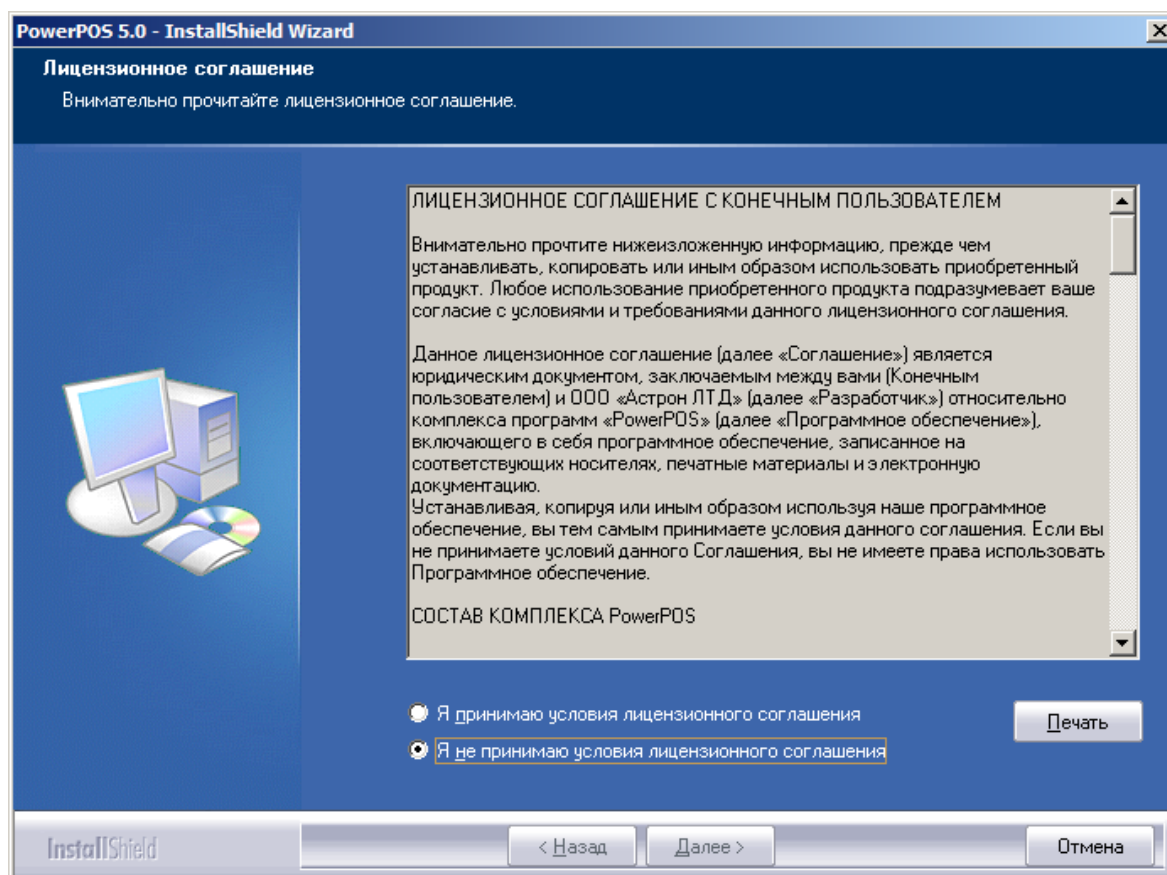 PowerPOS 5.0 - InstallShield Wizard
Лицензионное соглашение
Внимательно прочитайте лицензионное соглашение.
ЛИЦЕНЗИОННОЕ СОГЛАШЕНИЕ С КОНЕЧНЫМ ПОЛЬЗОВАТЕЛЕМ
Внимательно прочтите нижеизложенную информацию, прежде чем
устанавливать, копировать или иным образом использовать приобретенный
продукт. Любое использование приобретенного продукта подразумевает ваше
согласие с условиями и требованиями данного лицензионного соглашения.
Данное лицензионное соглашение (далее «Соглашение») является
юридическим документом, заключаемым между вами (Конечным
пользователем) и ООО «Астрон ЛТД» (далее «Разработчик») относительно
комплекса программ «PowerPOS» (далее «Программное обеспечение»),
включающего в себя программное обеспечение, записанное на
соответствующих носителях, печатные материалы и электронную
документацию.
Устанавливая, копируя или иным образом используя наше программное
обеспечение, вы тем самым принимаете условия данного соглашения. Если вы
не принимаете условий данного Соглашения, вы не имеете права использовать
Программное обеспечение.
СОСТАВ КОМПЛЕКСА PowerPOS
Я принимаю условия лицензионного соглашения
Печать
Я не принимаю условия лицензионного соглашения
InstallShield
< Назад
Далее >
Отмена